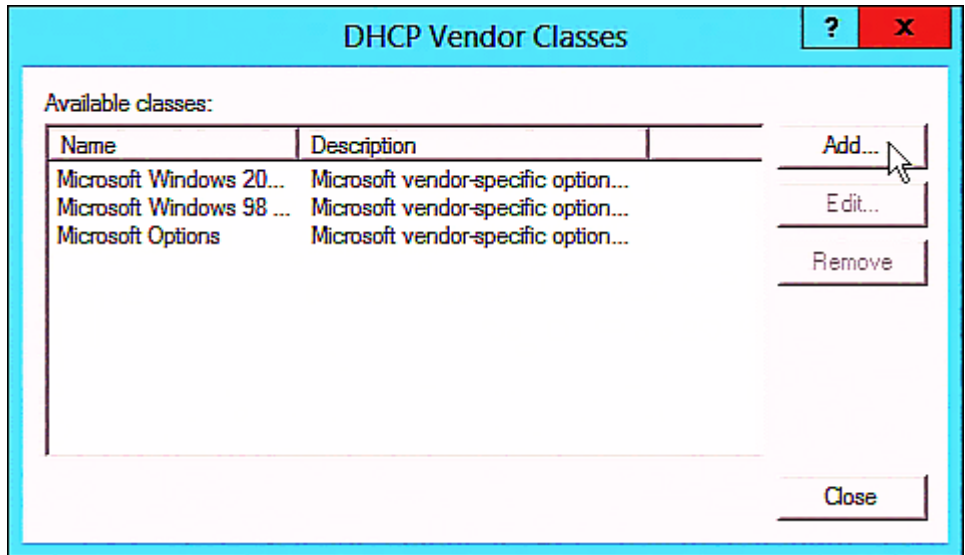 DHCP Vendor Classes
? x
Available classes:
Name Description
Add...
Microsoft Windows 20... Microsoft vendor-specific option...
Microsoft Windows 98 ... Microsoft vendor-specific option...
Edit...
Microsoft Options Microsoft vendor-specific option...
Remove
Close